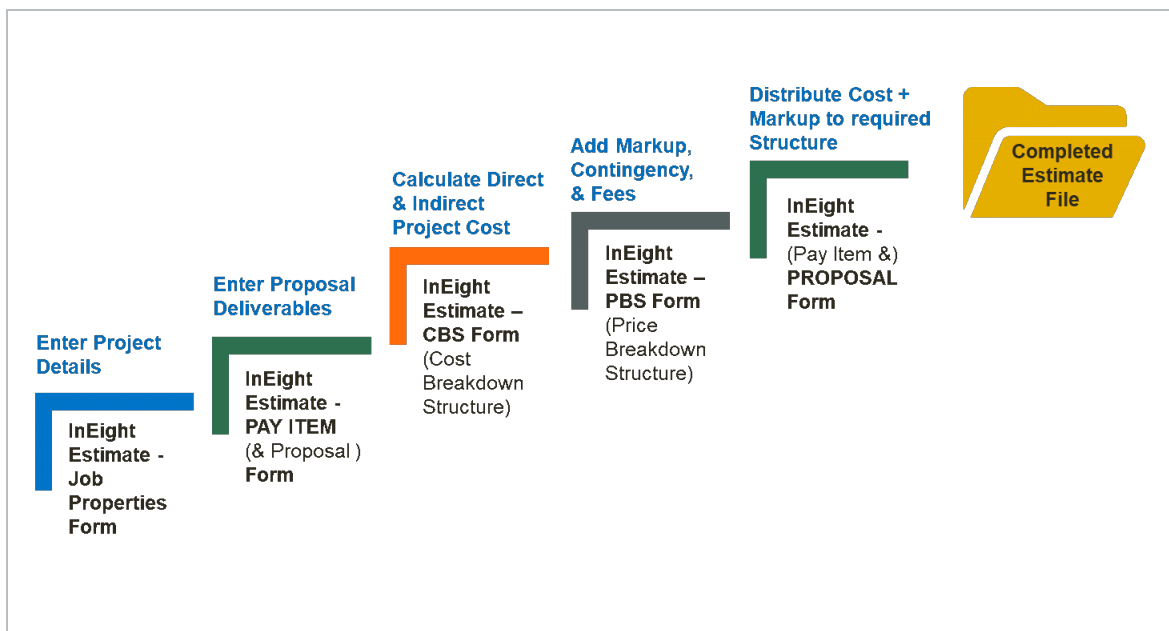 Enter Project
Details
InEight
Estimate -
Job
Properties
Form
Enter Proposal
Deliverables
InEight
Estimate -
PAY ITEM
(& Proposal )
Form
Calculate Direct
& Indirect
Project Cost
InEight
Estimate –
CBS Form
(Cost
Breakdown
Structure)
Add Markup,
Contingency,
& Fees
InEight
Estimate –
PBS Form
(Price
Breakdown
Structure)
Distribute Cost +
Markup to required
Structure
InEight
Estimate -
(Pay Item &)
PROPOSAL
Form
Completed
Estimate
File